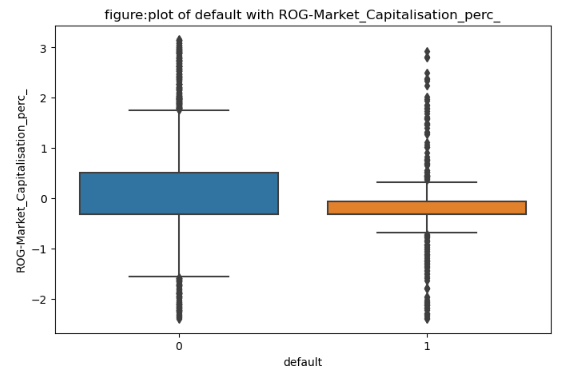 figure:plot of default with ROG-Market_Capitalisation_perc_
ROG-Market_Capitalisation_perc_
3
2
1
0
−1
−2
0
1
default